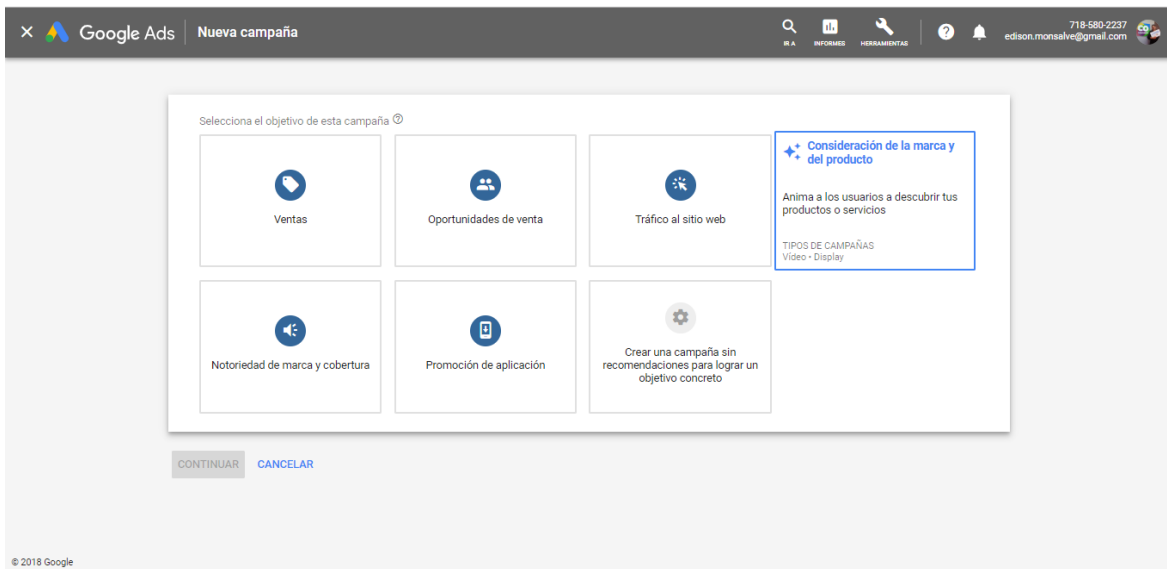 Google Ads
Nueva campaña
IR A
INFORMES
HERRAMIENTAS
718-580-2237
edison.monsalve@gmail.com
Selecciona el objetivo de esta campaña
Ventas
Oportunidades de venta
Tráfico al sitio web
Consideración de la marca y
del producto
Anima a los usuarios a descubrir tus
productos o servicios
TIPOS DE CAMPAÑAS
Vídeo • Display
Notoriedad de marca y cobertura
Promoción de aplicación
Crear una campaña sin
recomendaciones para lograr un
objetivo concreto
CONTINUAR
CANCELAR
© 2018 Google